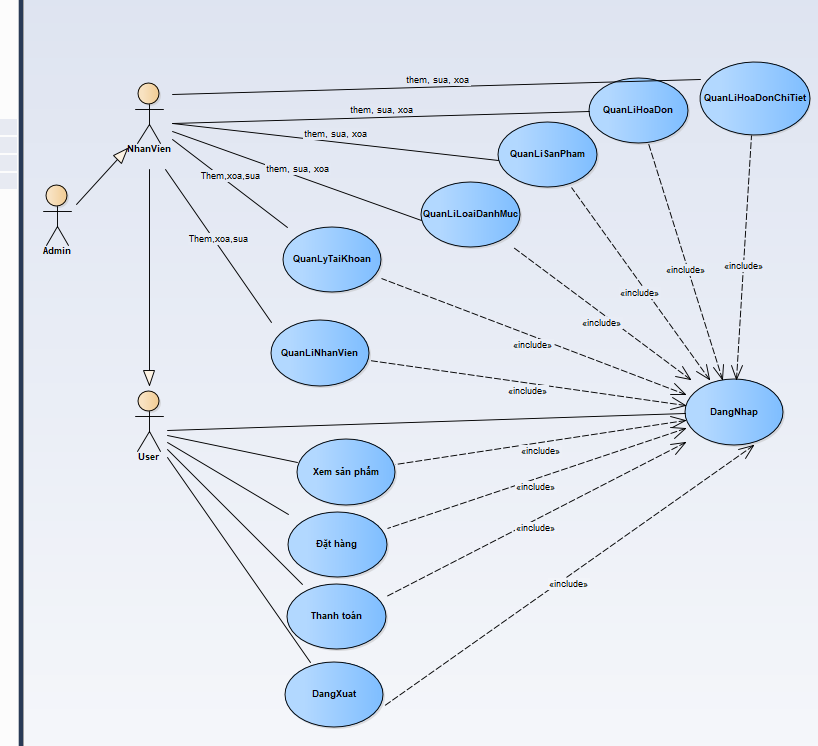 them, sua, xoa
QuanLiHoaDonChiTiet
them, sua, xoa
QuanLiHoaDon
them, sua, xoa
NhanVien
QuanLiSanPham
them, sua, xoa
Them,xoa,sua
QuanLiLoaiDanhMuc
Admin
Them,xoa,sua
QuanLyTaiKhoan
«include»
«include»
«include»
«include»
«include»
QuanLiNhanVien
«include»
DangNhap
User
«include»
Xem sản phẩm
«include»
«include»
Đặt hàng
«include»
Thanh toán
DangXuat